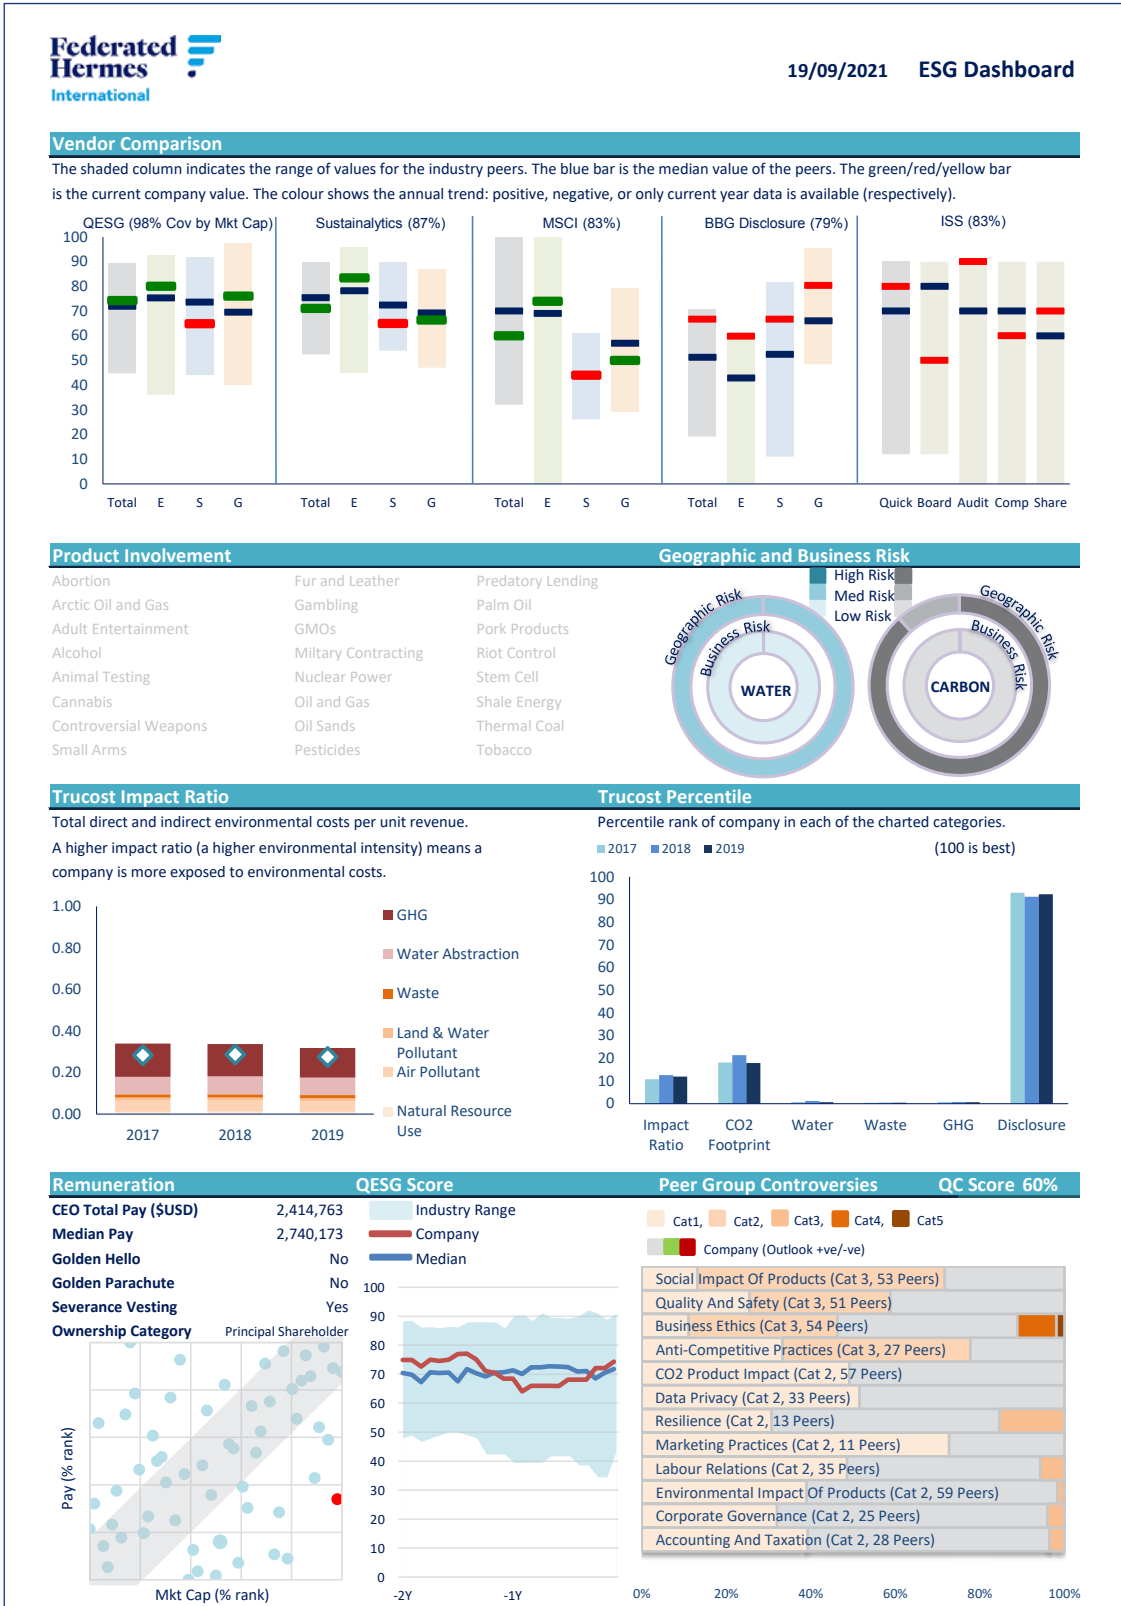 Federated
Hermes
International
19/09/2021 ESG Dashboard
Vendor Comparison
The shaded column indicates the range of values for the industry peers. The blue bar is the median value of the peers. The green/red/yellow bar
is the current company value. The colour shows the annual trend: positive, negative, or only current year data is available (respectively).
QESG (98% Cov by Mkt Cap) Sustainalytics (87%) MSCI (83%) BBG Disclosure (79%) ISS (83%)
100
90
80
70
60
50
40
30
20
10
0
Total E S G Total E S G Total E S G Total E S G Quick Board Audit Comp Share
Product Involvement
Abortion Fur and Leather Predatory Lending
Arctic Oil and Gas Gambling Palm Oil
Adult Entertainment GMOs Pork Products
Alcohol Miltary Contracting Riot Control
Animal Testing Nuclear Power Stem Cell
Cannabis Oil and Gas Shale Energy
Controversial Weapons Oil Sands Thermal Coal
Small Arms Pesticides Tobacco
Geographic and Business Risk
High Risk
Med Risk
Low Risk
Geographic Risk
Business Risk
WATER
Geographic Risk
Business Risk
CARBON
Trucost Impact Ratio
Total direct and indirect environmental costs per unit revenue.
A higher impact ratio (a higher environmental intensity) means a
company is more exposed to environmental costs.
1.00
0.80
0.60
0.40
0.20
0.00
2017 2018 2019
GHG
Water Abstraction
Waste
Land & Water
Pollutant
Air Pollutant
Natural Resource
Use
Trucost Percentile
Percentile rank of company in each of the charted categories.
2017 2018 2019 (100 is best)
100
90
80
70
60
50
40
30
20
10
0
Impact
Ratio
CO2
Footprint
Water
Waste
GHG
Disclosure
Remuneration
CEO Total Pay ($USD) 2,414,763
Median Pay 2,740,173
Golden Hello No
Golden Parachute No
Severance Vesting Yes
Ownership Category Principal Shareholder
Pay (% rank)
Mkt Cap (% rank)
QESG Score
Industry Range
Company
Median
100
90
80
70
60
50
40
30
20
10
0
-2Y -1Y
Peer Group Controversies QC Score 60%
Cat1, Cat2, Cat3, Cat4, Cat5
Company (Outlook +ve/-ve)
Social Impact Of Products (Cat 3, 53 Peers)
Quality And Safety (Cat 3, 51 Peers)
Business Ethics (Cat 3, 54 Peers)
Anti-Competitive Practices (Cat 3, 27 Peers)
CO2 Product Impact (Cat 2, 57 Peers)
Data Privacy (Cat 2, 33 Peers)
Resilience (Cat 2, 13 Peers)
Marketing Practices (Cat 2, 11 Peers)
Labour Relations (Cat 2, 35 Peers)
Environmental Impact Of Products (Cat 2, 59 Peers)
Corporate Governance (Cat 2, 25 Peers)
Accounting And Taxation (Cat 2, 28 Peers)
0% 20% 40% 60% 80% 100%